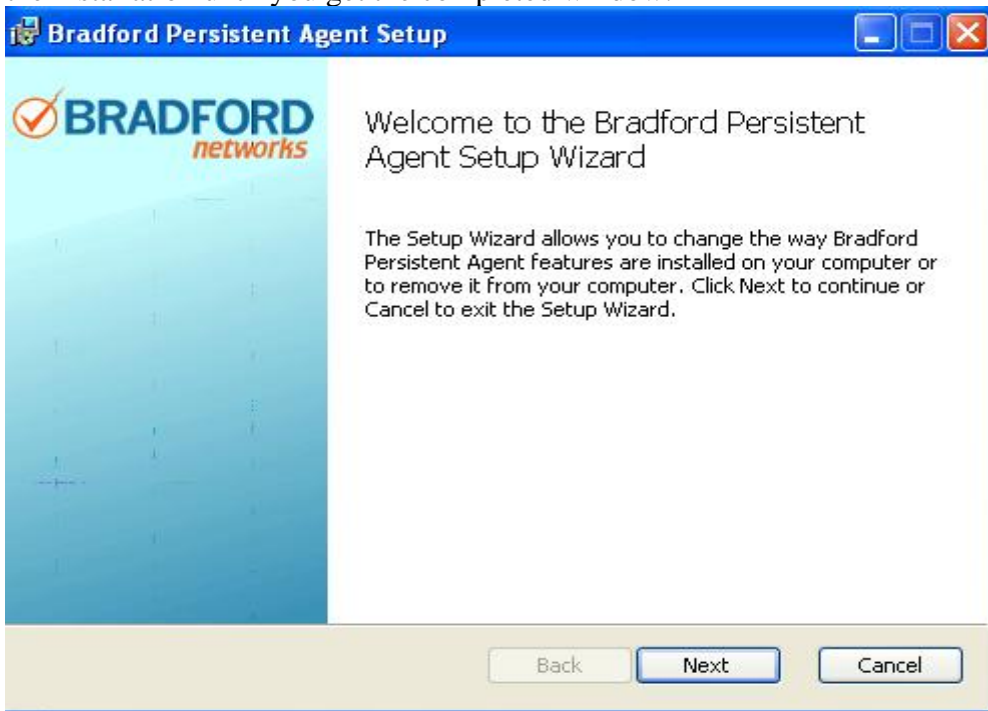 Bradford Persistent Agent Setup
BRADFORD
networks
Welcome to the Bradford Persistent
Agent Setup Wizard
The Setup Wizard allows you to change the way Bradford
Persistent Agent features are installed on your computer or
to remove it from your computer. Click Next to continue or
Cancel to exit the Setup Wizard.
Back Next Cancel